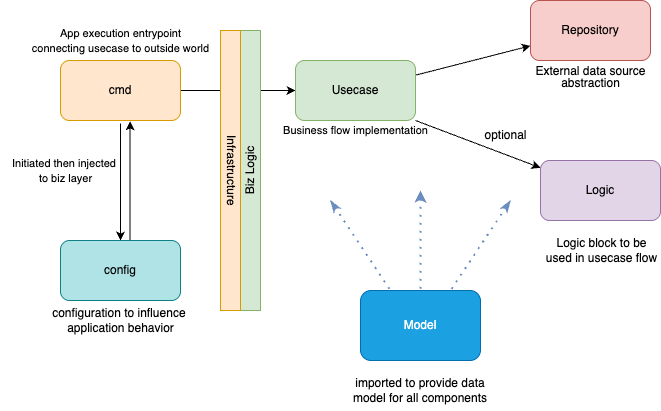 App execution entrypoint
connecting usecase to outside world
cmd
Initiated then injected
to biz layer
config
configuration to influence
application behavior
Infrastructure
Biz Logic
Usecase
Business flow implementation
Repository
External data source
abstraction
optional
Logic
Logic block to be
used in usecase flow
Model
imported to provide data
model for all components